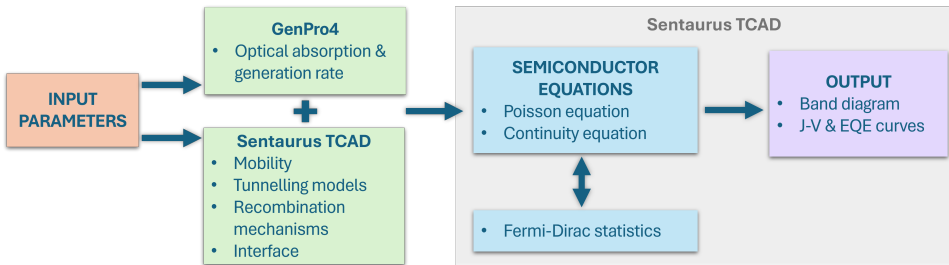 INPUT
PARAMETERS
GenPro4
• Optical absorption &
generation rate
Sentaurus TCAD
• Mobility
• Tunnelling models
• Recombination
mechanisms
• Interface
Sentaurus TCAD
SEMICONDUCTOR
EQUATIONS
• Poisson equation
• Continuity equation
• Fermi-Dirac statistics
OUTPUT
• Band diagram
• J-V & EQE curves